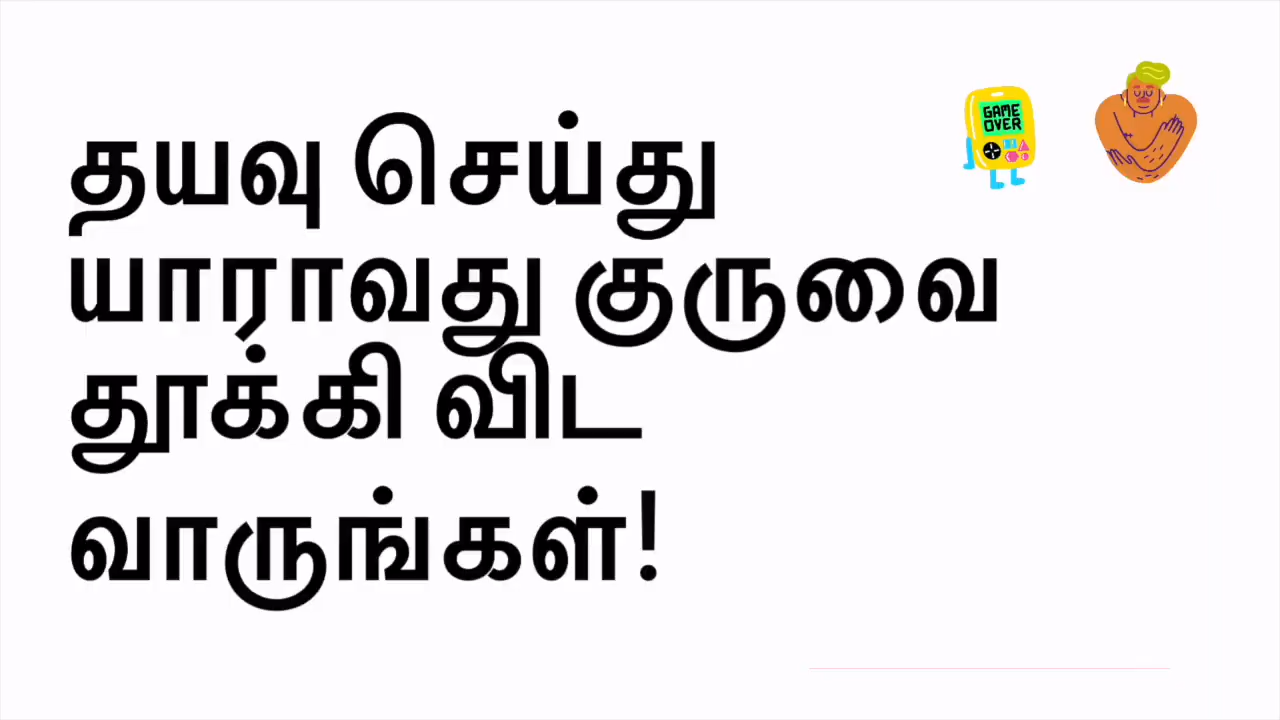 தயவு செய்து
யாராவது குருவை
தூக்கி விட
வாருங்கள்!
GAME
OVER